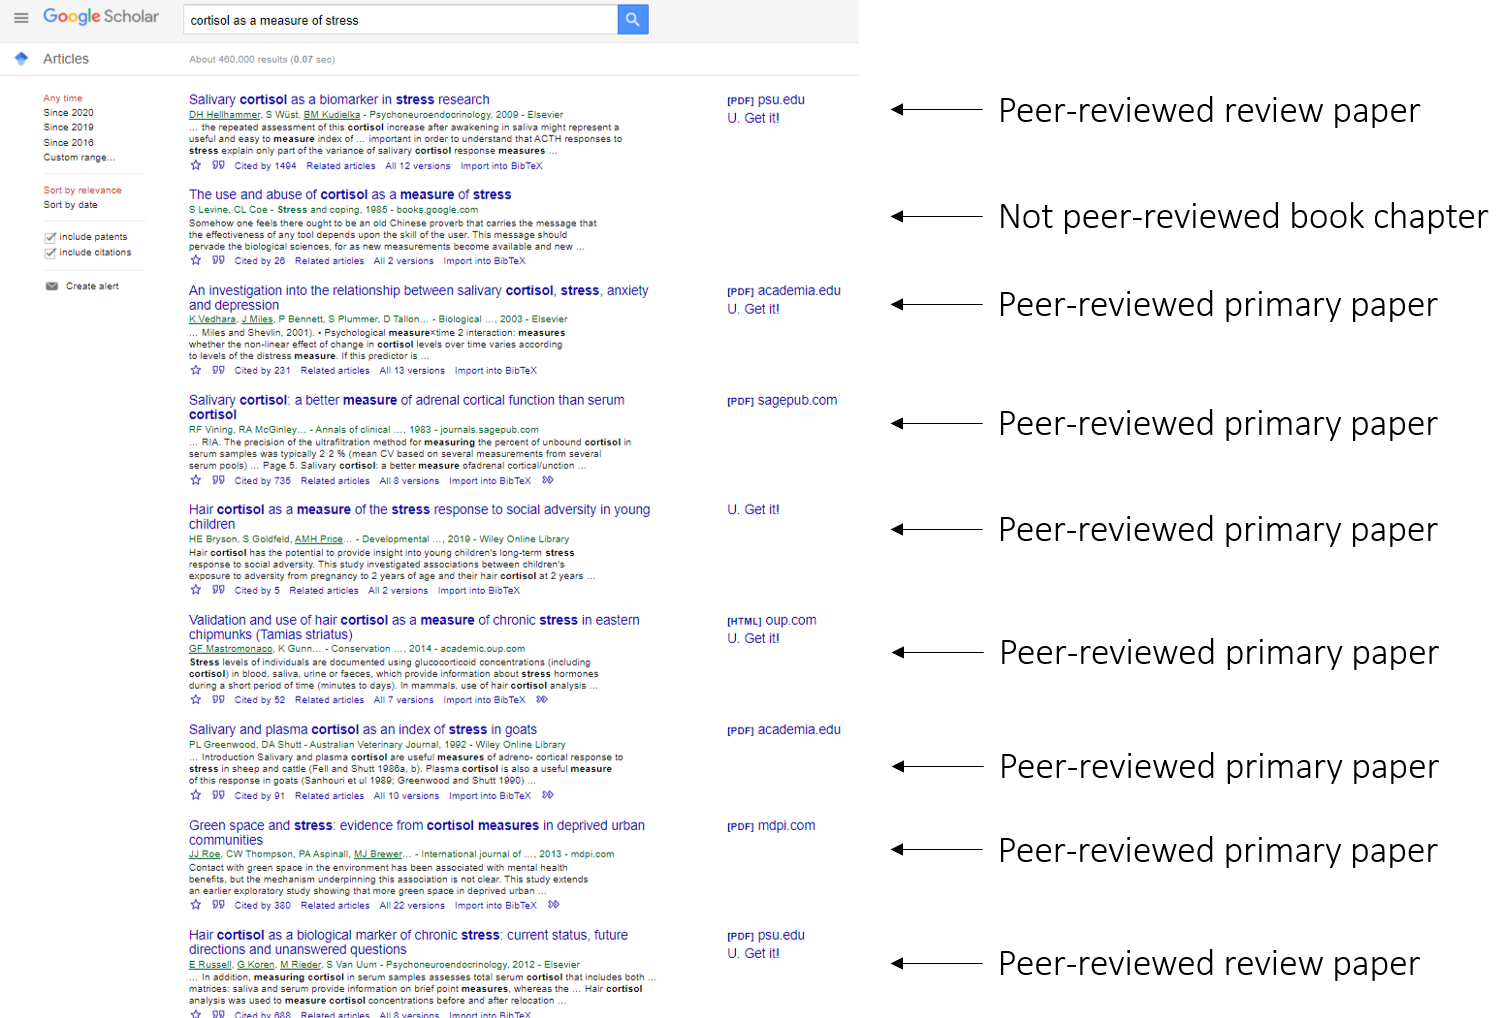 Google Scholar
cortisol as a measure of stress
Articles
About 460,000 results (0.07 sec)
Any time
Since 2020
Since 2019
Since 2016
Custom range...
Sort by relevance
Sort by date
include patents
include citations
Create alert
Salivary cortisol as a biomarker in stress research
DH Hellhammer, S Wüst, BM Kudielka - Psychoneuroendocrinology, 2009 - Elsevier
... the repeated assessment of this cortisol increase after awakening in saliva might represent a
useful and easy to measure index of ... important in order to understand that ACTH responses to
stress explain only part of the variance of salivary cortisol response measures ...
Cited by 1494 Related articles All 12 versions Import into BibTeX
[PDF] psu.edu
U. Get it!
Peer-reviewed review paper
The use and abuse of cortisol as a measure of stress
S Levine, CL Coe - Stress and coping, 1985 - books.google.com
Somehow one feels there ought to be an old Chinese proverb that carries the message that
the effectiveness of any tool depends upon the skill of the user. This message should
pervade the biological sciences, for as new measurements become available and new ...
Cited by 26 Related articles All 2 versions Import into BibTeX
Not peer-reviewed book chapter
An investigation into the relationship between salivary cortisol, stress, anxiety
and depression
K Vedhara, J Miles, P Bennett, S Plummer, D Tallon... - Biological ..., 2003 - Elsevier
... Miles and Shevlin, 2001). • Psychological measure×time 2 interaction: measures
whether the non-linear effect of change in cortisol levels over time varies according
to levels of the distress measure. If this predictor is ...
Cited by 231 Related articles All 13 versions Import into BibTeX
[PDF] academia.edu
U. Get it!
Peer-reviewed primary paper
Salivary cortisol: a better measure of adrenal cortical function than serum
cortisol
RF Vining, RA McGinley... - Annals of clinical ..., 1983 - journals.sagepub.com
... RIA. The precision of the ultrafiltration method for measuring the percent of unbound cortisol in
serum samples was typically 2·2 % (mean CV based on several measurements from several
serum pools) ... Page 5. Salivary cortisol: a better measure ofadrenal cortical/unction ...
Cited by 735 Related articles All 8 versions Import into BibTeX
[PDF] sagepub.com
Peer-reviewed primary paper
Hair cortisol as a measure of the stress response to social adversity in young
children
HE Bryson, S Goldfeld, AMH Price... - Developmental ..., 2019 - Wiley Online Library
Hair cortisol has the potential to provide insight into young children's long-term stress
response to social adversity. This study investigated associations between children's
exposure to adversity from pregnancy to 2 years of age and their hair cortisol at 2 years ...
Cited by 5 Related articles All 2 versions Import into BibTeX
U. Get it!
Peer-reviewed primary paper
Validation and use of hair cortisol as a measure of chronic stress in eastern
chipmunks (Tamias striatus)
GF Mastromonaco, K Gunn... - Conservation ..., 2014 - academic.oup.com
Stress levels of individuals are documented using glucocorticoid concentrations (including
cortisol) in blood, saliva, urine or faeces, which provide information about stress hormones
during a short period of time (minutes to days). In mammals, use of hair cortisol analysis ...
Cited by 52 Related articles All 7 versions Import into BibTeX
[HTML] oup.com
U. Get it!
Peer-reviewed primary paper
Salivary and plasma cortisol as an index of stress in goats
PL Greenwood, DA Shutt - Australian Veterinary Journal, 1992 - Wiley Online Library
... Introduction Salivary and plasma cortisol are useful measures of adreno- cortical response to
stress in sheep and cattle (Fell and Shutt 1986a, b). Plasma cortisol is also a useful measure
of this response in goats (Sanhouri et ul 1989; Greenwood and Shutt 1990) ...
Cited by 91 Related articles All 10 versions Import into BibTeX
[PDF] academia.edu
Peer-reviewed primary paper
Green space and stress: evidence from cortisol measures in deprived urban
communities
JJ Roe, CW Thompson, PA Aspinall, MJ Brewer... - International journal of ..., 2013 - mdpi.com
Contact with green space in the environment has been associated with mental health
benefits, but the mechanism underpinning this association is not clear. This study extends
an earlier exploratory study showing that more green space in deprived urban ...
Cited by 380 Related articles All 22 versions Import into BibTeX
[PDF] mdpi.com
Peer-reviewed primary paper
Hair cortisol as a biological marker of chronic stress: current status, future
directions and unanswered questions
E Russell, G Koren, M Rieder, S Van Uum - Psychoneuroendocrinology, 2012 - Elsevier
... In addition, measuring cortisol in serum samples assesses total serum cortisol that includes both ...
matrices: saliva and serum provide information on brief point measures, whereas the ... Hair cortisol
analysis was used to measure cortisol concentrations before and after relocation ...
Cited by 688 Related articles All 8 versions Import into BibTeX
[PDF] psu.edu
U. Get it!
Peer-reviewed review paper